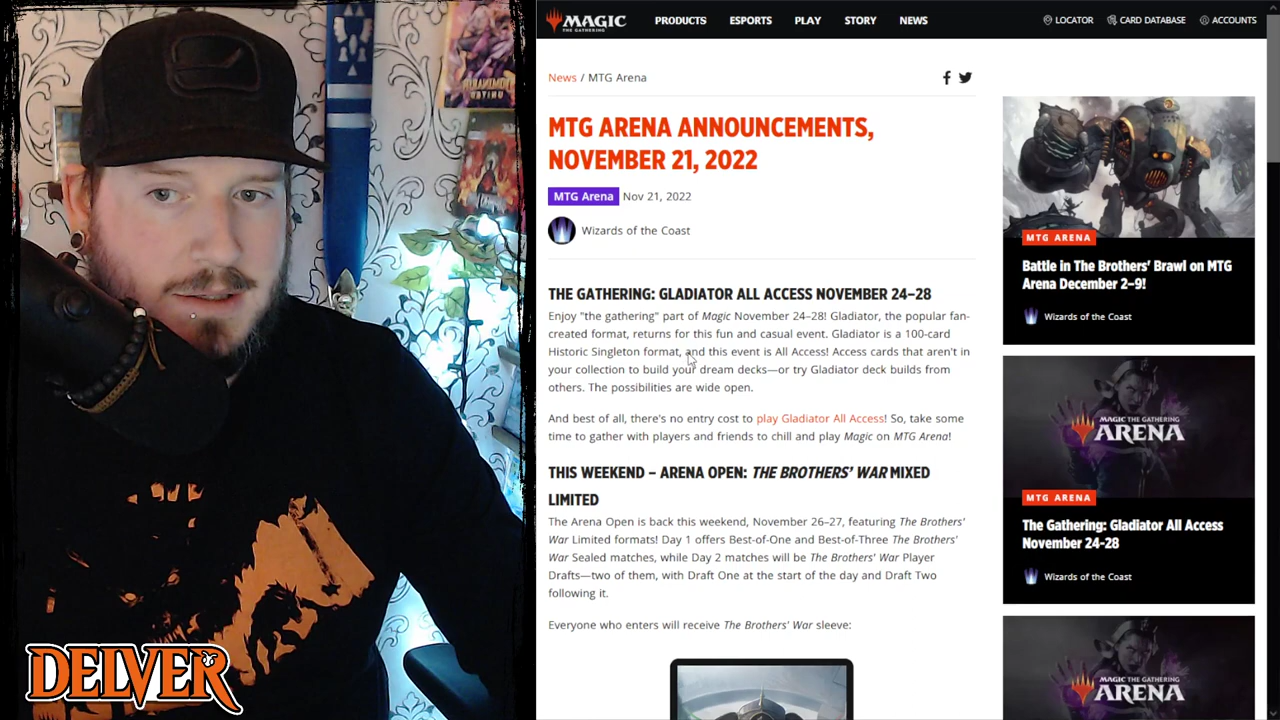 MAGIC
THE GATHERING
PRODUCTS
ESPORTS
PLAY
STORY
NEWS
LOCATOR
CARD DATABASE
ACCOUNTS
News / MTG Arena
MTG ARENA ANNOUNCEMENTS,
NOVEMBER 21, 2022
MTG Arena Nov 21, 2022
Wizards of the Coast
THE GATHERING: GLADIATOR ALL ACCESS NOVEMBER 24–28
Enjoy "the gathering" part of Magic November 24–28! Gladiator, the popular fan-
created format, returns for this fun and casual event. Gladiator is a 100-card
Historic Singleton format, and this event is All Access! Access cards that aren't in
your collection to build your dream decks—or try Gladiator deck builds from
others. The possibilities are wide open.
And best of all, there's no entry cost to play Gladiator All Access! So, take some
time to gather with players and friends to chill and play Magic on MTG Arena!
THIS WEEKEND – ARENA OPEN: THE BROTHERS' WAR MIXED
LIMITED
The Arena Open is back this weekend, November 26–27, featuring The Brothers'
War Limited formats! Day 1 offers Best-of-One and Best-of-Three The Brothers'
War Sealed matches, while Day 2 matches will be The Brothers' War Player
Drafts—two of them, with Draft One at the start of the day and Draft Two
following it.
Everyone who enters will receive The Brothers' War sleeve:
MTG ARENA
Battle in The Brothers' Brawl on MTG
Arena December 2–9!
Wizards of the Coast
MAGIC THE GATHERING
ARENA
MTG ARENA
The Gathering: Gladiator All Access
November 24-28
Wizards of the Coast
MAGIC THE GATHERING
ARENA
DELVER